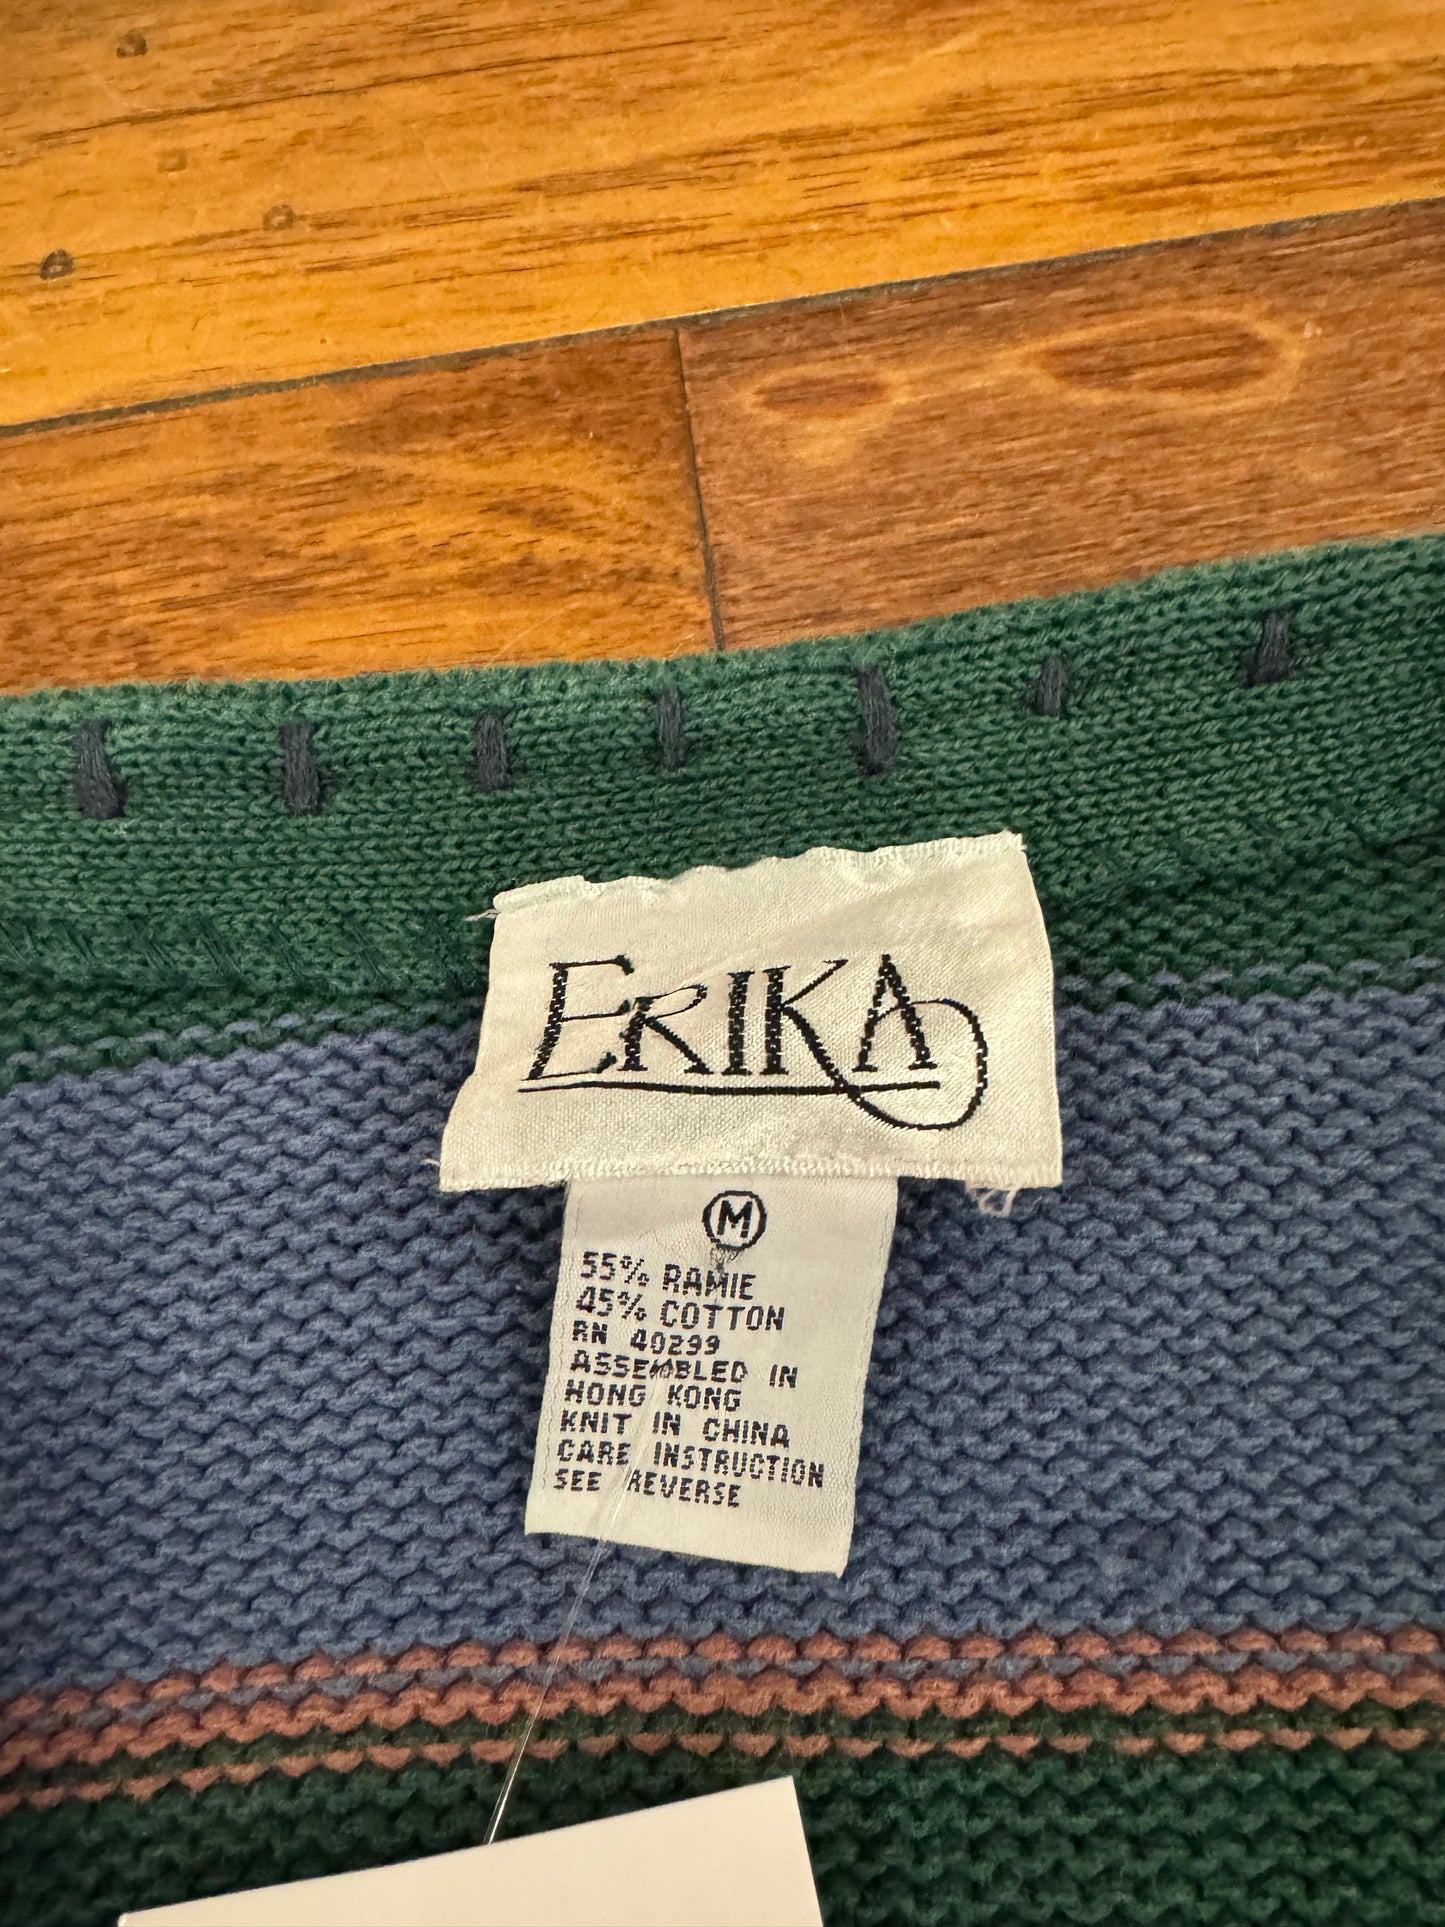 ERIKA
M
55% RAMIE
45% COTTON
RN 40299
ASSEMBLED IN
HONG KONG
KNIT IN CHINA
CARE INSTRUCTION
SEE REVERSE